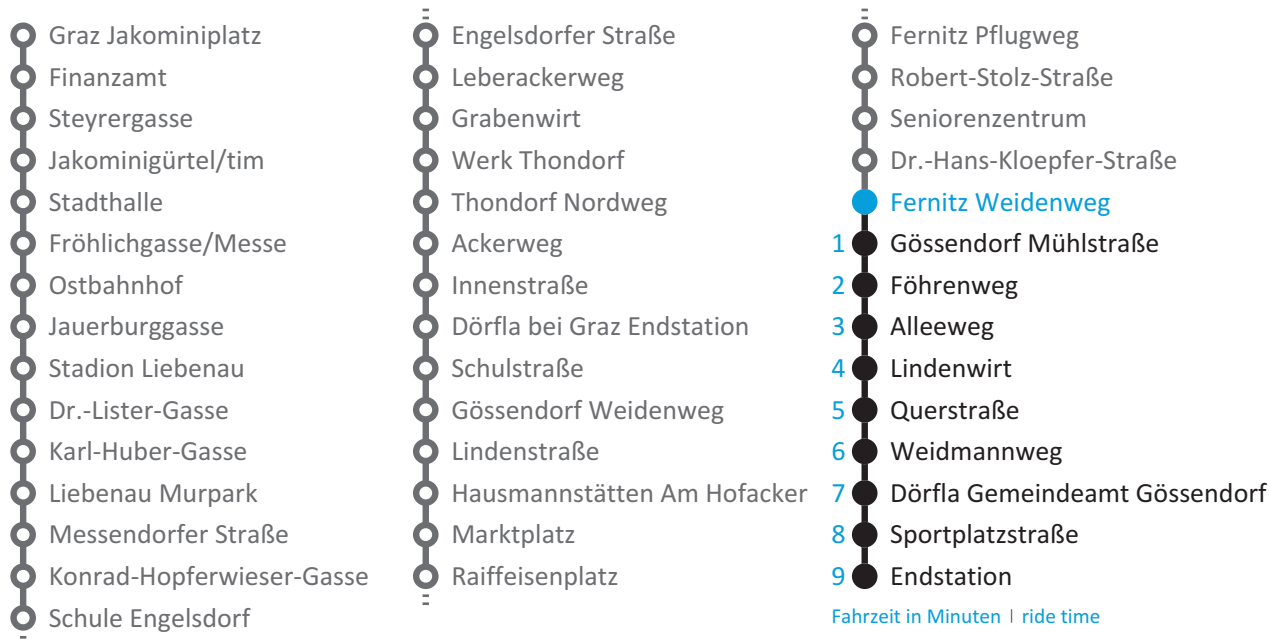 Graz Jakominiplatz
Finanzamt
Steyrergasse
Jakominigürtel/tim
Stadthalle
Fröhlichgasse/Messe
Ostbahnhof
Jauerburggasse
Stadion Liebenau
Dr.-Lister-Gasse
Karl-Huber-Gasse
Liebenau Murpark
Messendorfer Straße
Konrad-Hopferwieser-Gasse
Schule Engelsdorf
Engelsdorfer Straße
Leberackerweg
Grabenwirt
Werk Thondorf
Thondorf Nordweg
Ackerweg
Innenstraße
Dörfla bei Graz Endstation
Schulstraße
Gössendorf Weidenweg
Lindenstraße
Hausmannstätten Am Hofacker
Marktplatz
Raiffeisenplatz
Fernitz Pflugweg
Robert-Stolz-Straße
Seniorenzentrum
Dr.-Hans-Kloepfer-Straße
Fernitz Weidenweg
1 Gössendorf Mühlstraße
2 Föhrenweg
3 Alleeweg
4 Lindenwirt
5 Querstraße
6 Weidmannweg
7 Dörfla Gemeindeamt Gössendorf
8 Sportplatzstraße
9 Endstation
Fahrzeit in Minuten | ride time